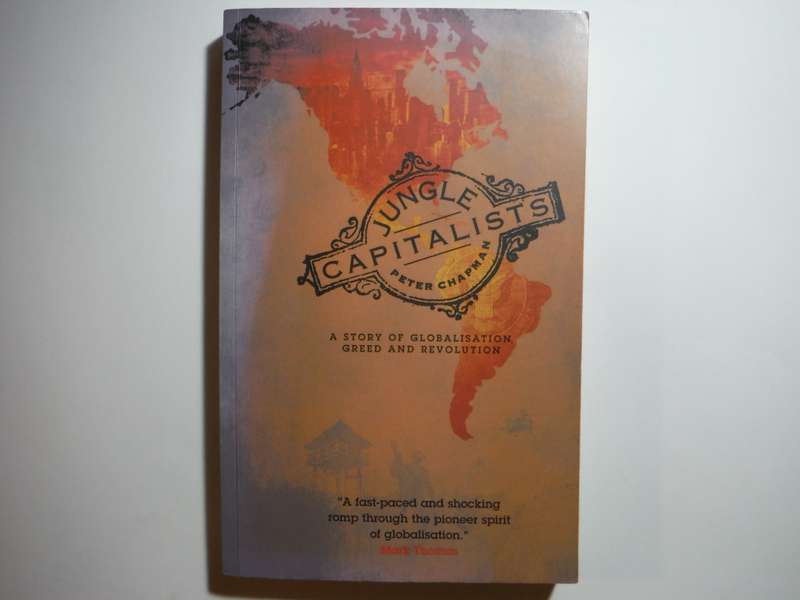 JUNGLE
CAPITALISTS
PETER CHAPMAN
A STORY OF GLOBALISATION,
GREED AND REVOLUTION
"A fast-paced and shocking
romp through the pioneer spirit
of globalisation."
Mark Thomas